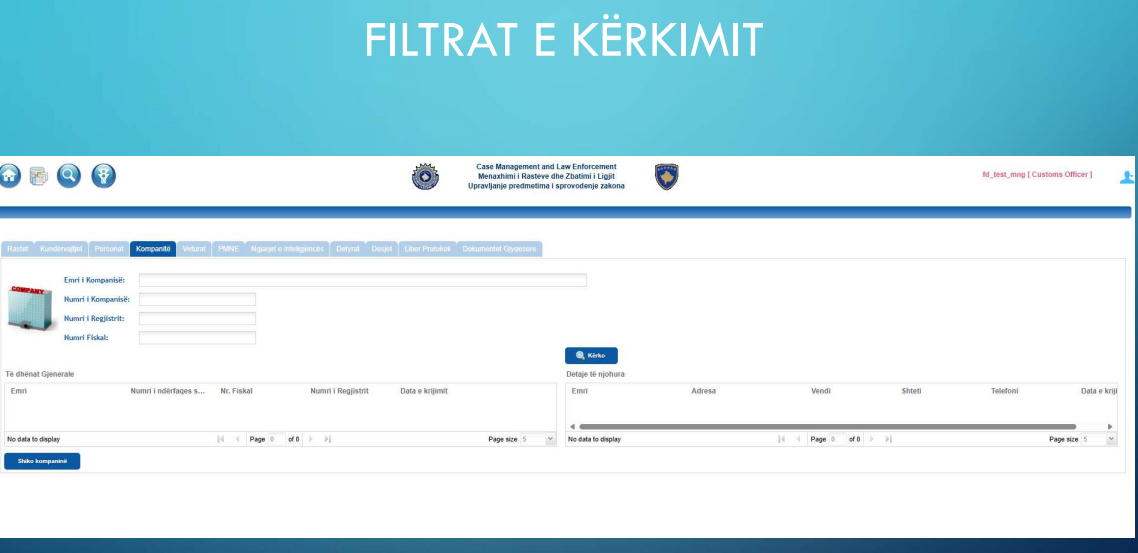 FILTRAT E KËRKIMIT
Case Management and Law Enforcement
Menaxhimi i Rasteve dhe Zbatimi i Ligjit
Upravljanje predmetima i sprovodenje zakona
fd_test_mng [ Customs Officer ]
Rastet Kundërvajtjet Personat Kompanitë Veturat PMNE Ngjarjet e Inteligjencës Detyrat Dosjet Liber Protokoli Dokumentet Gjyqesore
COMPANY
Emri i Kompanisë:
Numri i Kompanisë:
Numri i Regjistrit:
Numri Fiskal:
Kërko
Të dhënat Gjenerale
Detaje të njohura
Emri Numri i ndërfaqes s... Nr. Fiskal Numri i Regjistrit Data e krijimit
Emri Adresa Vendi Shteti Telefoni Data e kriji
No data to display Page 0 of 0 Page size 5
No data to display Page 0 of 0 Page size 5
Shiko kompaninë